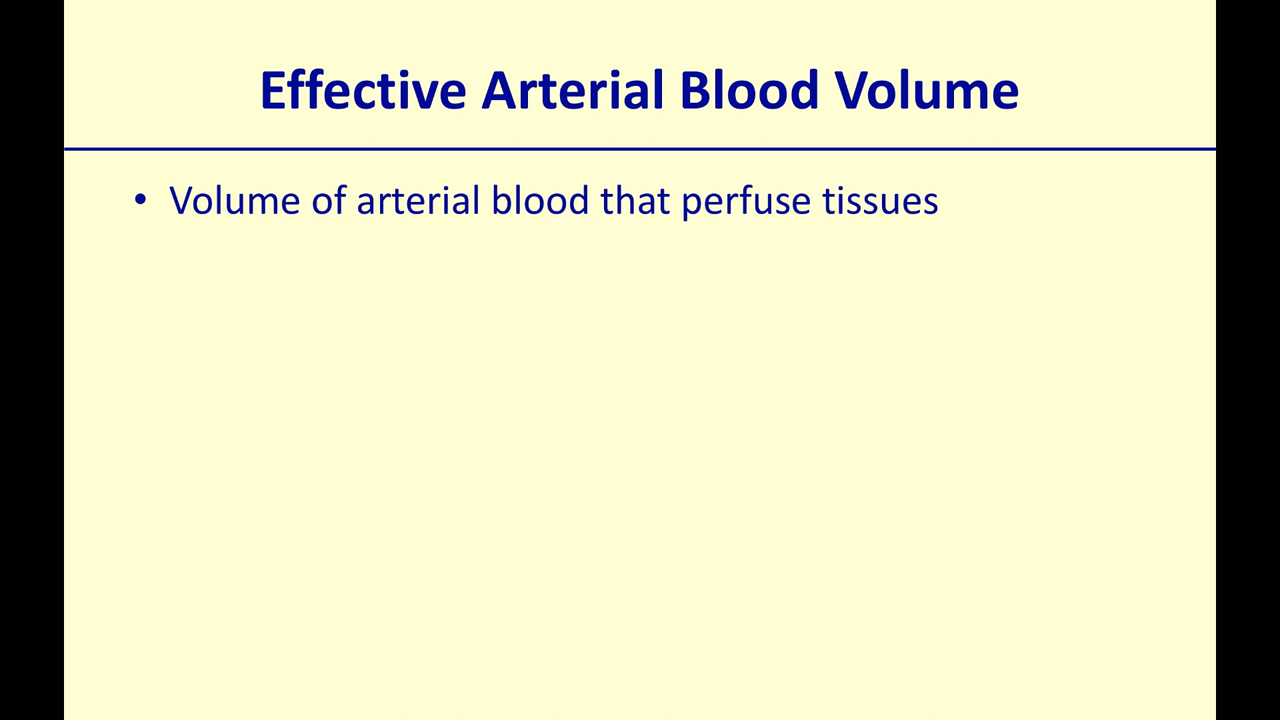 Effective Arterial Blood Volume
• Volume of arterial blood that perfuse tissues